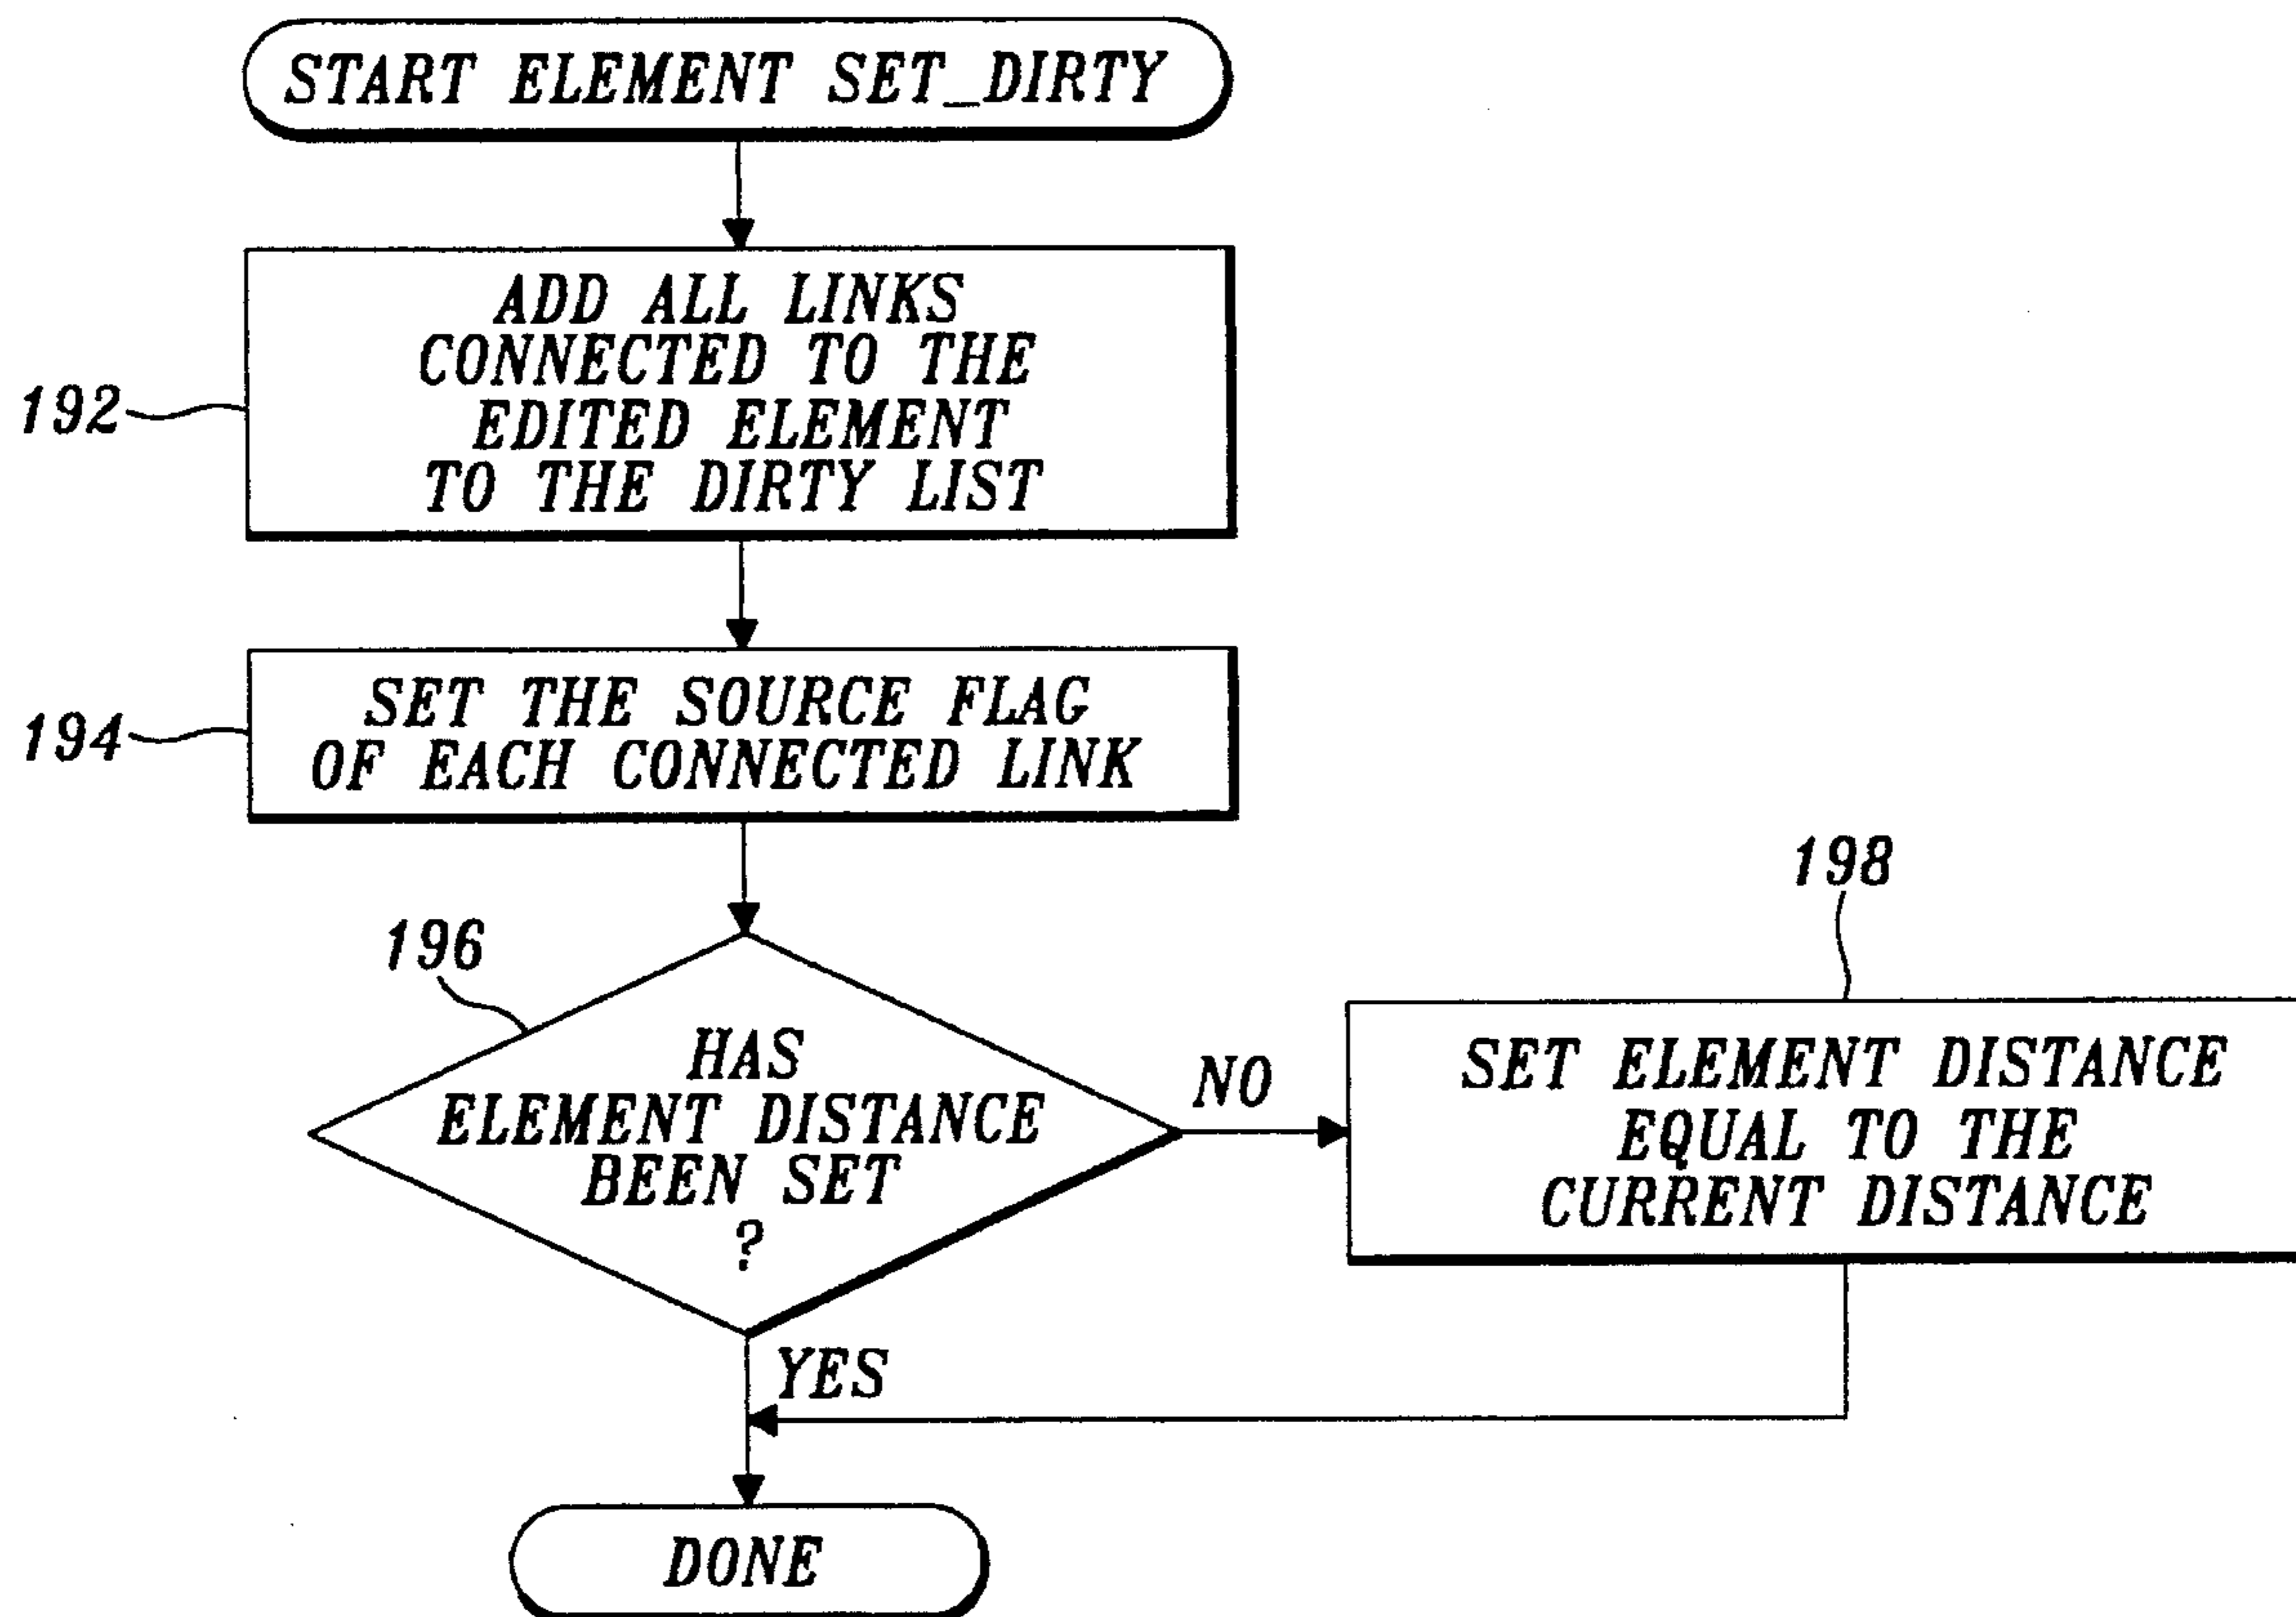 START ELEMENT SET_DIRTY
ADD ALL LINKS
CONNECTED TO THE
EDITED ELEMENT
TO THE DIRTY LIST
192
SET THE SOURCE FLAG
OF EACH CONNECTED LINK
194
196
HAS
ELEMENT DISTANCE
BEEN SET
?
NO
198
SET ELEMENT DISTANCE
EQUAL TO THE
CURRENT DISTANCE
YES
DONE